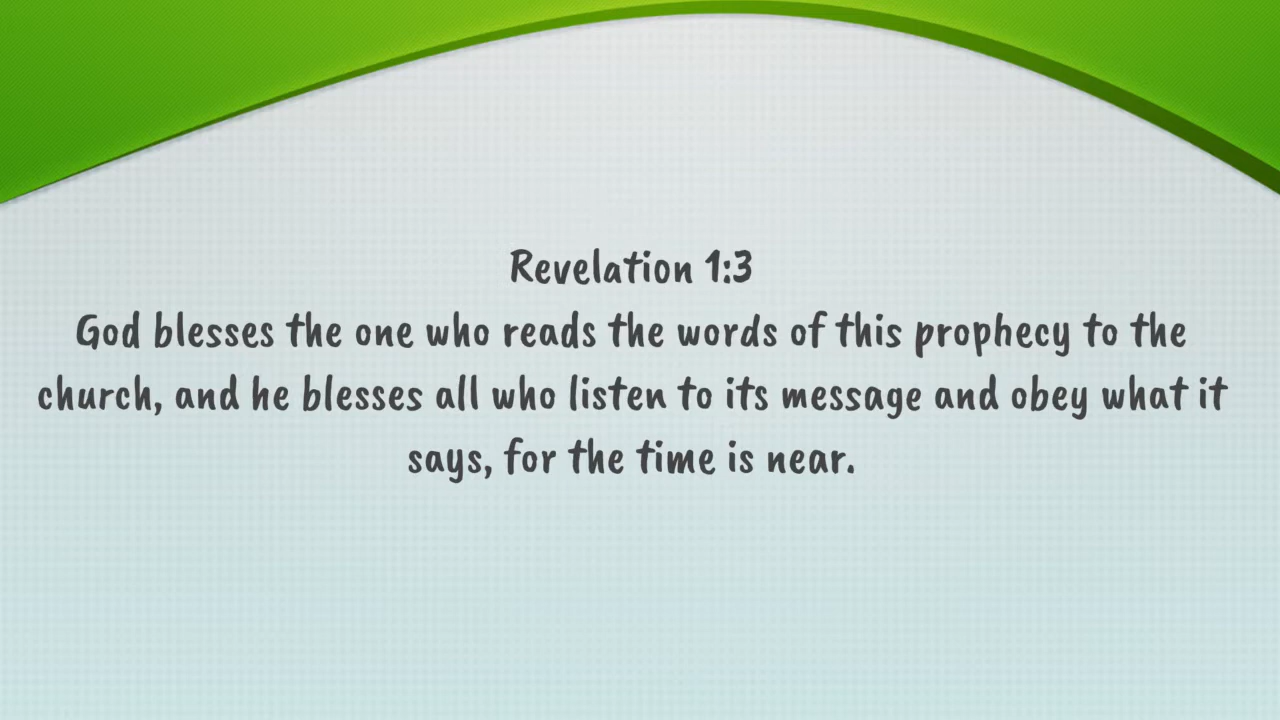 Revelation 1:3
God blesses the one who reads the words of this prophecy to the
church, and he blesses all who listen to its message and obey what it
says, for the time is near.